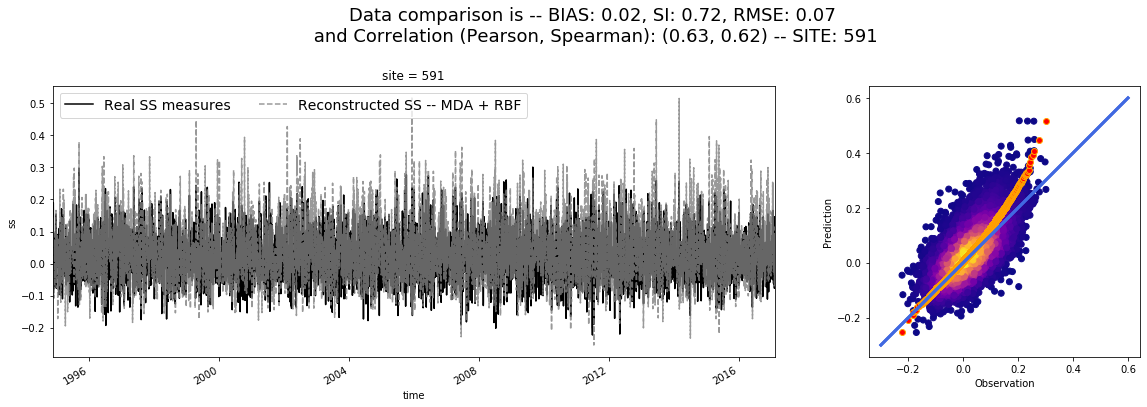 Data comparison is -- BIAS: 0.02, SI: 0.72, RMSE: 0.07
and Correlation (Pearson, Spearman): (0.63, 0.62) -- SITE: 591
site = 591
Real SS measures
Reconstructed SS -- MDA + RBF
ss
0.5
0.4
0.3
0.2
0.1
0.0
−0.1
−0.2
1996
2000
2004
2008
2012
2016
time
Prediction
0.6
0.4
0.2
0.0
−0.2
−0.2
0.0
0.2
0.4
0.6
Observation